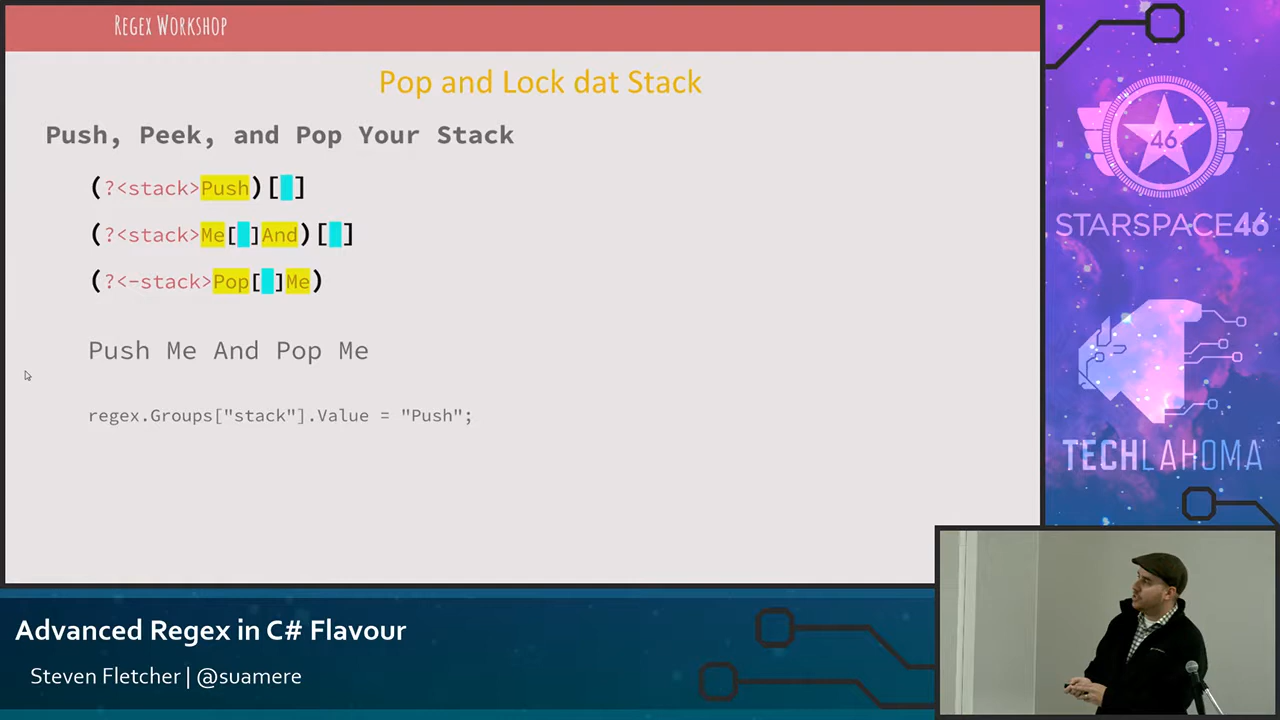 Regex Workshop
Pop and Lock dat Stack
Push, Peek, and Pop Your Stack
(?<stack>Push)[ ]
(?<stack>Me[ ]And)[ ]
(?<-stack>Pop[ ]Me)
Push Me And Pop Me
regex.Groups["stack"].Value = "Push";
46
STARSPACE46
TECHLAHOMA
Advanced Regex in C# Flavour
Steven Fletcher | @suamere